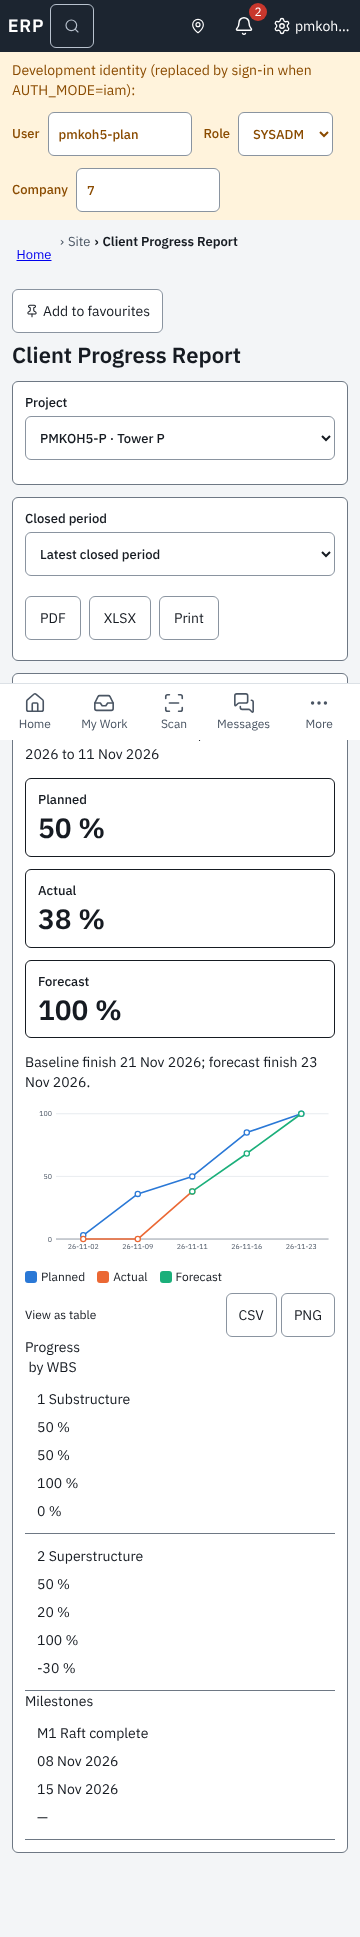 ERP
2
pmkoh...
Development identity (replaced by sign-in when
AUTH_MODE=iam):
User
pmkoh5-plan
Role
SYSADM
Company
7
Home
› Site › Client Progress Report
Add to favourites
Client Progress Report
Project
PMKOH5-P · Tower P
Closed period
Latest closed period
PDF
XLSX
Print
Home
My Work
Scan
Messages
More
2026 to 11 Nov 2026
Planned
50 %
Actual
38 %
Forecast
100 %
Baseline finish 21 Nov 2026; forecast finish 23
Nov 2026.
100
50
0
26-11-02
26-11-09
26-11-11
26-11-16
26-11-23
Planned
Actual
Forecast
View as table
CSV
PNG
Progress
by WBS
1 Substructure
50 %
50 %
100 %
0 %
2 Superstructure
50 %
20 %
100 %
-30 %
Milestones
M1 Raft complete
08 Nov 2026
15 Nov 2026
—